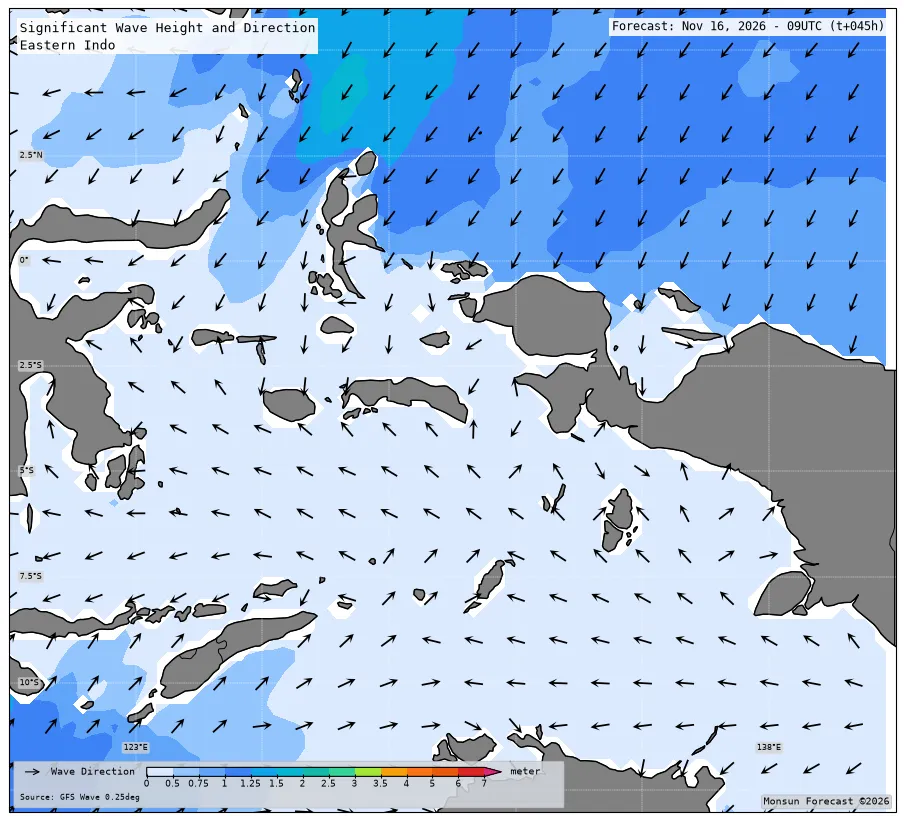 Significant Wave Height and Direction
Eastern Indo
Forecast: Nov 16, 2026 - 09UTC (t+045h)
2.5°N
0°
2.5°S
5°S
7.5°S
10°S
123°E
138°E
Wave Direction
0 0.5 0.75 1 1.25 1.5 2 2.5 3 3.5 4 5 6 7
meter
Source: GFS Wave 0.25deg
Monsun Forecast ©2026